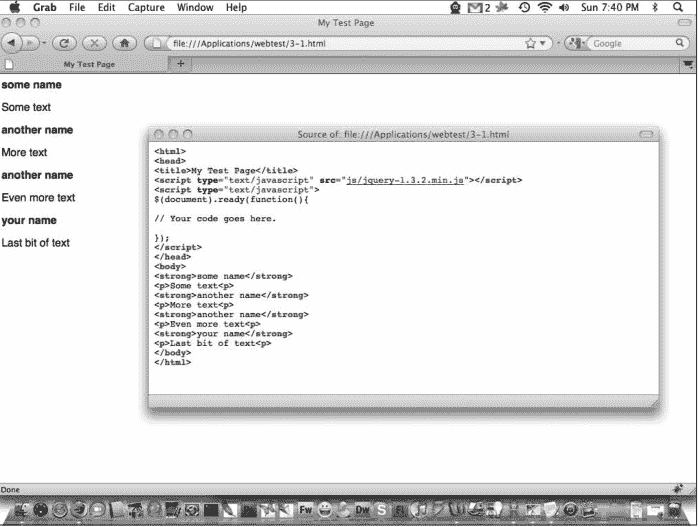 Grab File Edit Capture Window Help 2 Sun 7:40 PM
My Test Page
file:///Applications/webtest/3-1.html Google
My Test Page
some name
Some text
another name
More text
another name
Even more text
your name
Last bit of text
Source of: file:///Applications/webtest/3-1.html
<html>
<head>
<title>My Test Page</title>
<script type="text/javascript" src="js/jquery-1.3.2.min.js"></script>
<script type="text/javascript">
$(document).ready(function(){
// Your code goes here.
});
</script>
</head>
<body>
<strong>some name</strong>
<p>Some text<p>
<strong>another name</strong>
<p>More text<p>
<strong>another name</strong>
<p>Even more text<p>
<strong>your name</strong>
<p>Last bit of text<p>
</body>
</html>
Done
Fw Dw S Fl